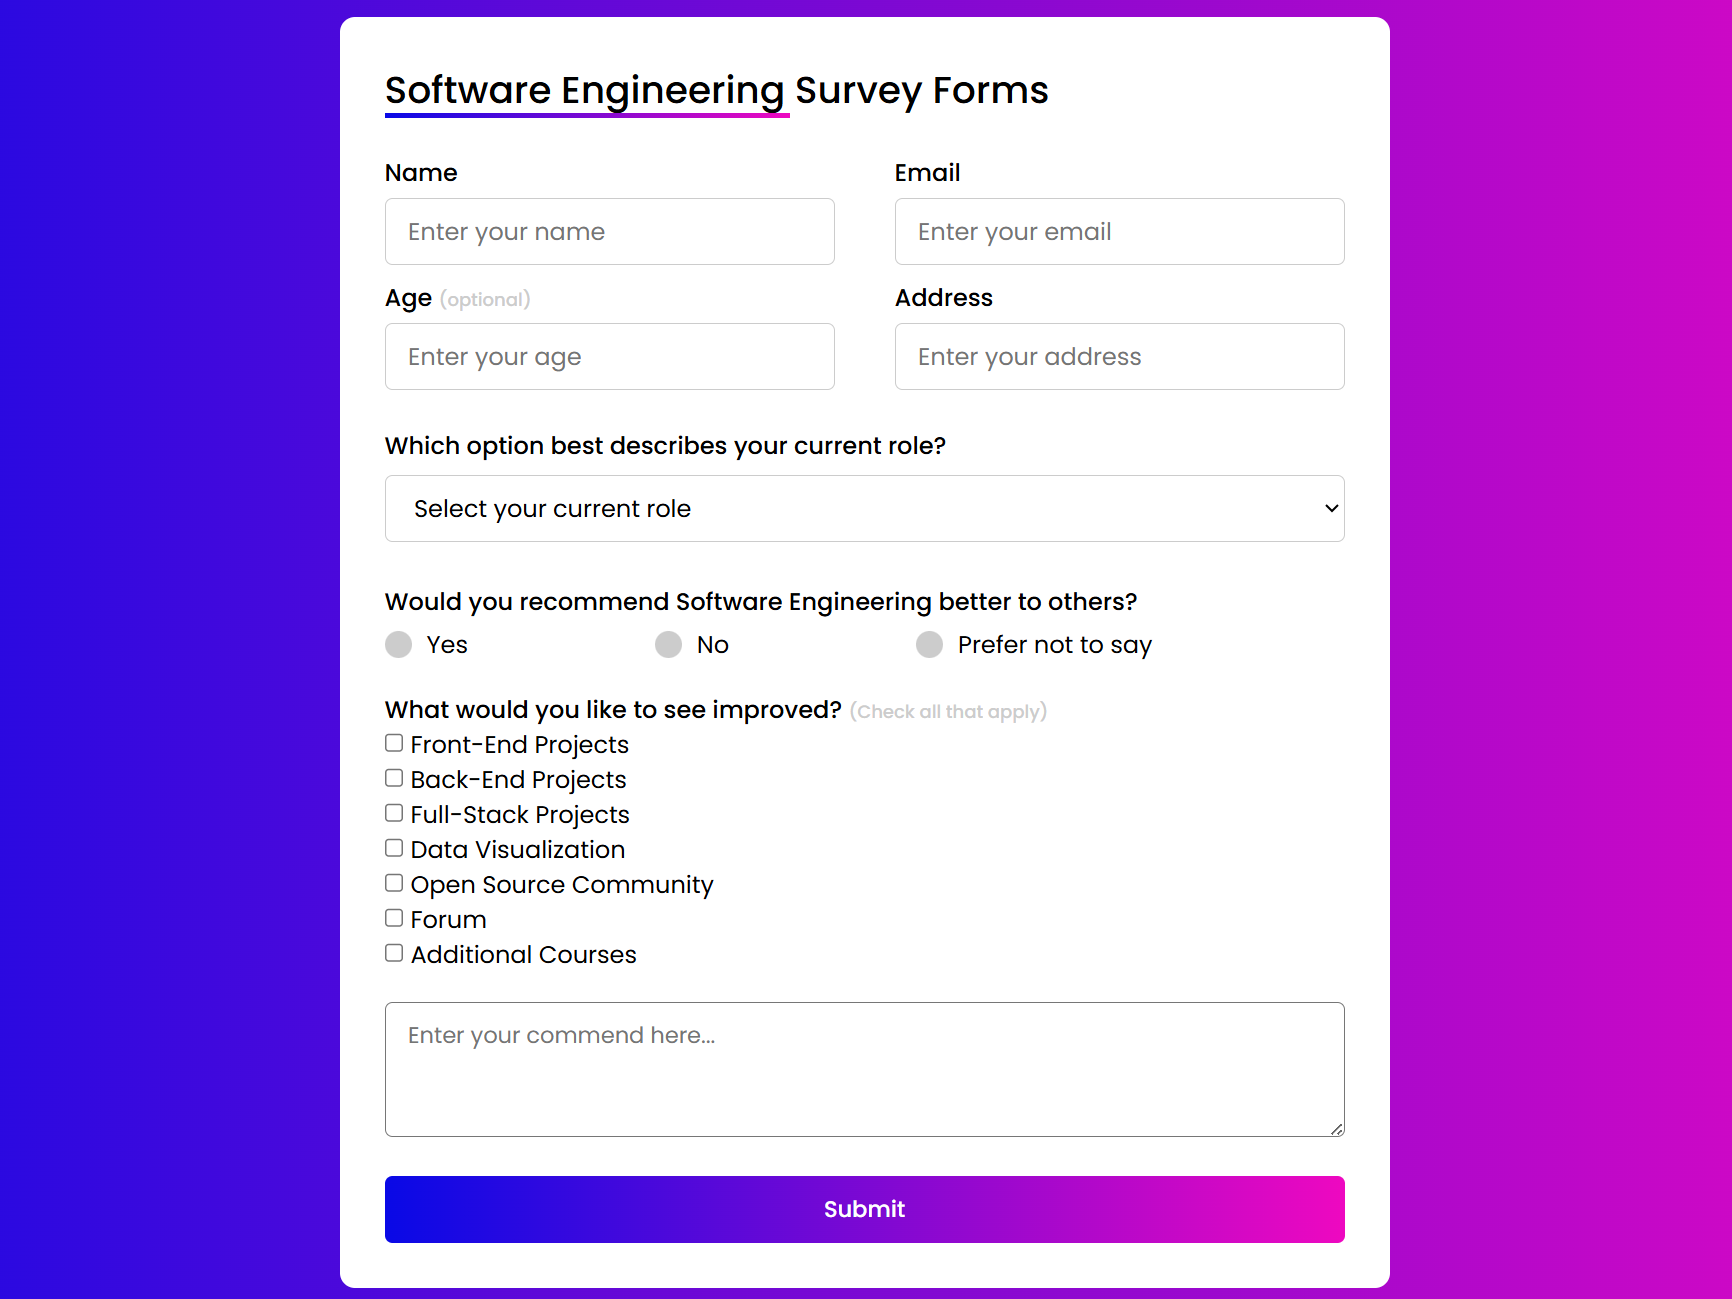 Software Engineering Survey Forms
Name
Email
Enter your name
Enter your email
Age (optional)
Address
Enter your age
Enter your address
Which option best describes your current role?
Select your current role
Would you recommend Software Engineering better to others?
Yes
No
Prefer not to say
What would you like to see improved? (Check all that apply)
Front-End Projects
Back-End Projects
Full-Stack Projects
Data Visualization
Open Source Community
Forum
Additional Courses
Enter your commend here...
Submit